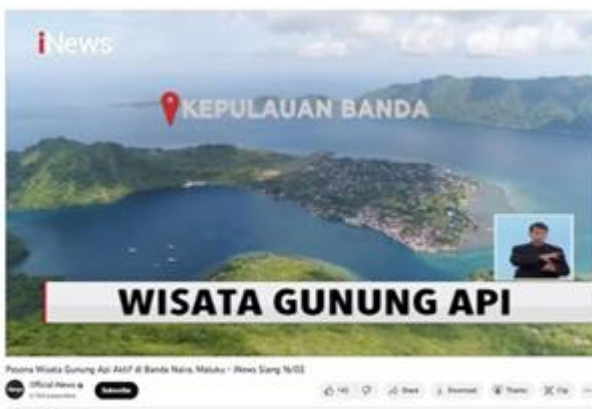 iNews
KEPULAUAN BANDA
WISATA GUNUNG API
Pesona Wisata Gunung Api Aktif di Banda Naira, Maluku - iNews Siang 16/02
Official iNews
Subscribe
Share
Download
Thanks
Clip